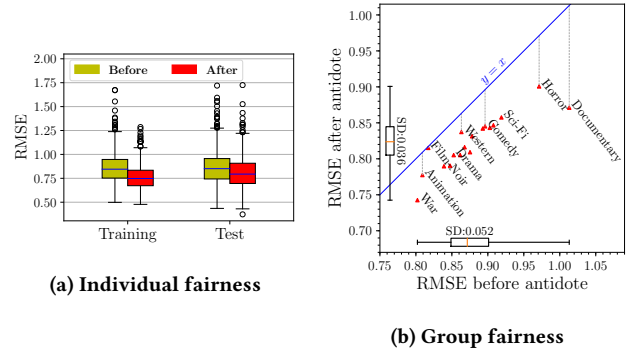 2.00
1.75
1.50
1.25
1.00
0.75
0.50
RMSE
Before
After
Training
Test
(a) Individual fairness
1.00
0.95
0.90
0.85
0.80
0.75
0.70
RMSE after antidote
y = x
SD:0.036
Horror
Documentary
Sci-Fi
Comedy
Western
Drama
Film-Noir
Animation
War
SD:0.052
0.75
0.80
0.85
0.90
0.95
1.00
1.05
RMSE before antidote
(b) Group fairness